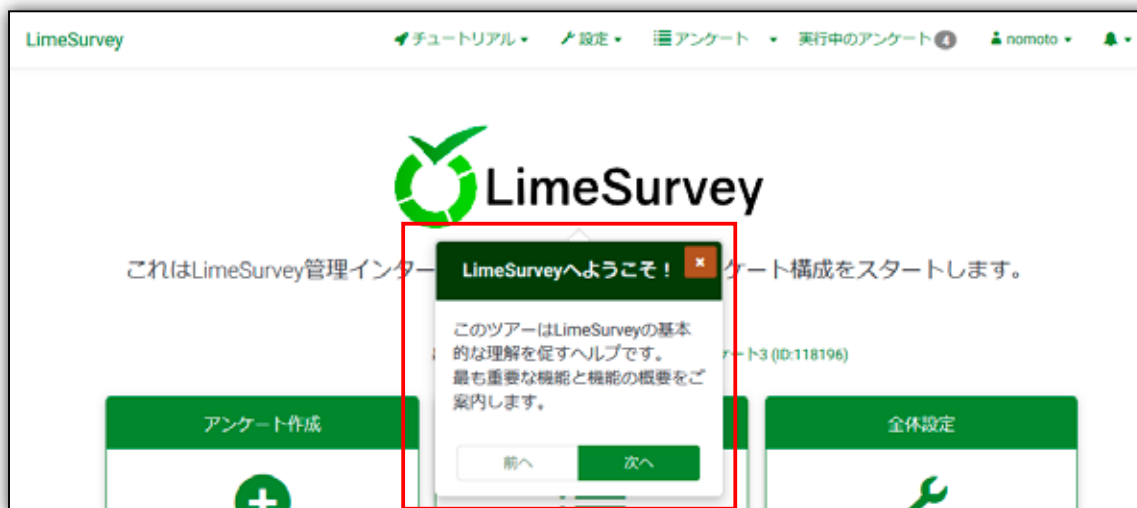 LimeSurvey
チュートリアル
設定
アンケート
実行中のアンケート 4
nomoto
LimeSurvey
これはLimeSurvey管理インター
ケート構成をスタートします。
LimeSurveyへようこそ！
このツアーはLimeSurveyの基本
的な理解を促すヘルプです。
最も重要な機能と機能の概要をご
案内します。
ート3 (ID:118196)
前へ
次へ
アンケート作成
全体設定